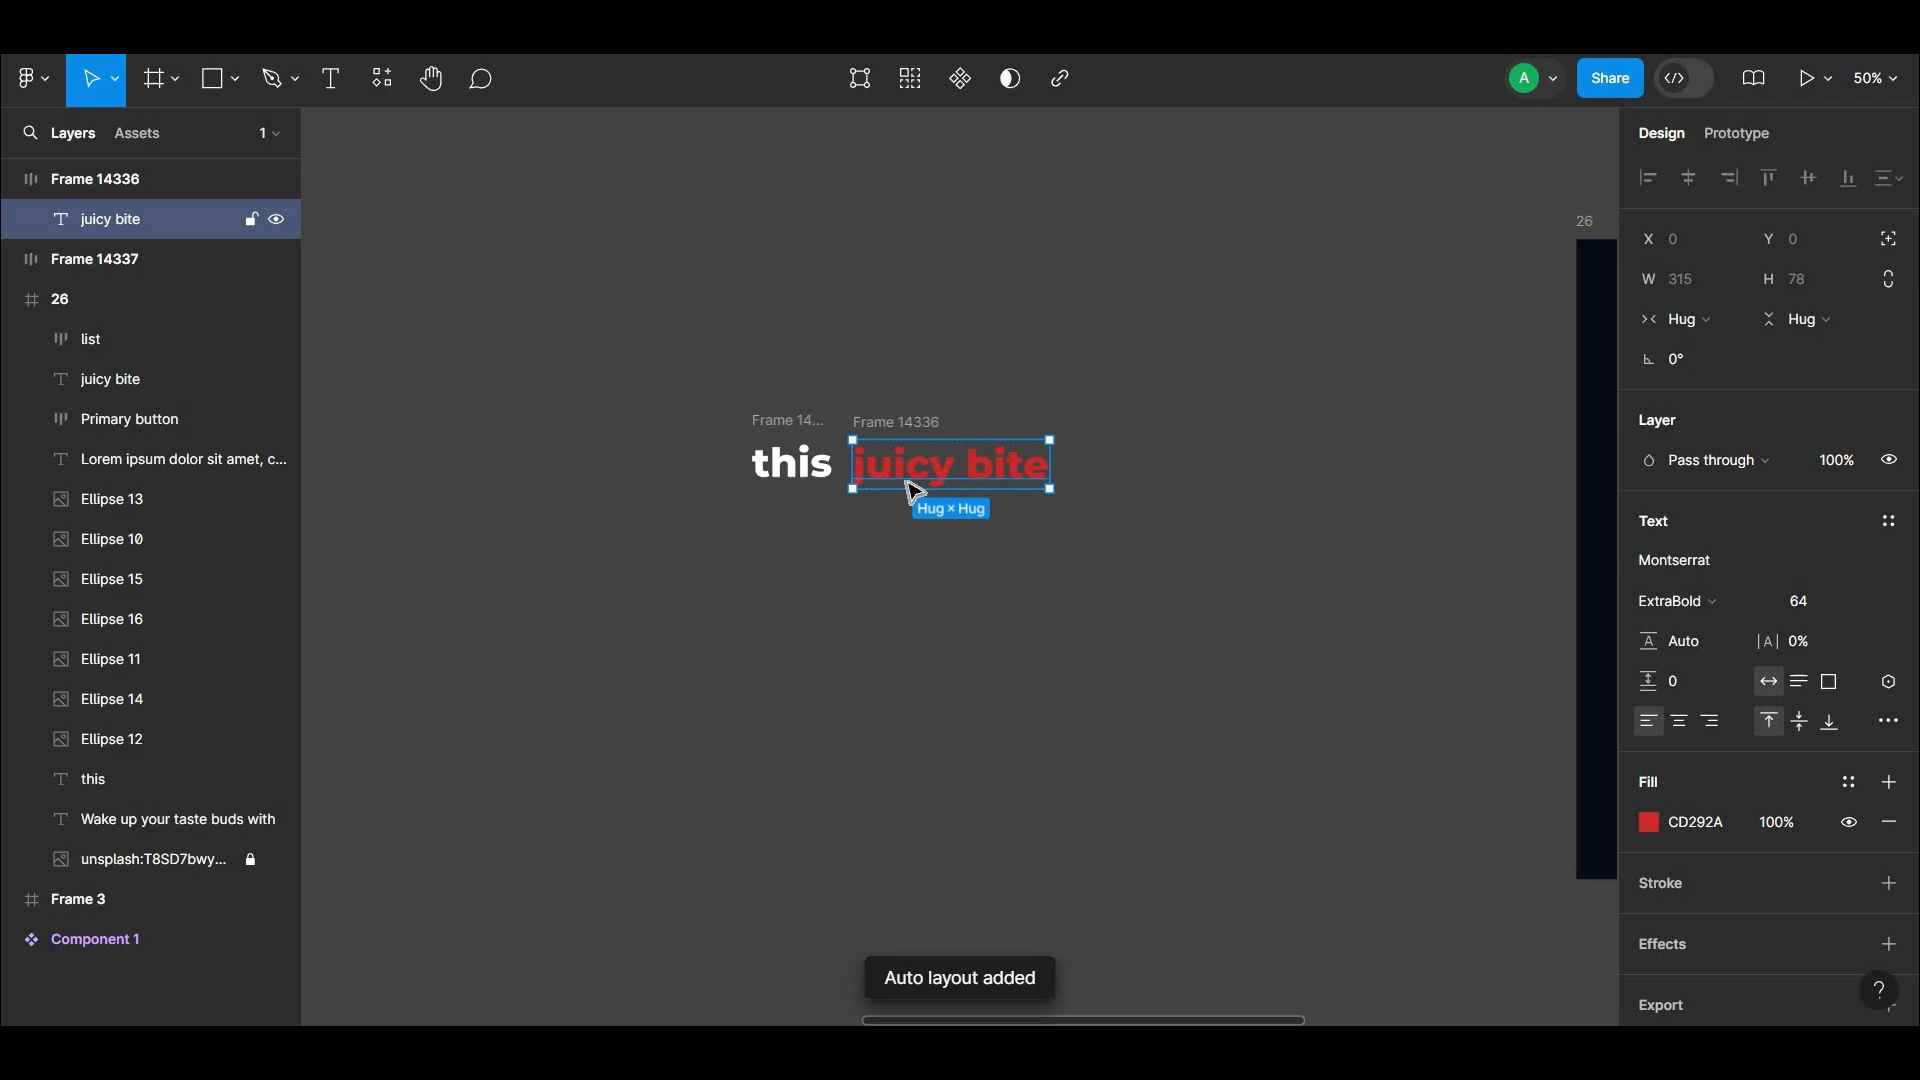 A
Share
50%
Layers
Assets
1
Frame 14336
juicy bite
Frame 14337
26
list
juicy bite
Primary button
Lorem ipsum dolor sit amet, c...
Ellipse 13
Ellipse 10
Ellipse 15
Ellipse 16
Ellipse 11
Ellipse 14
Ellipse 12
this
Wake up your taste buds with
unsplash:T8SD7bwy...
Frame 3
Component 1
26
Frame 14...
Frame 14336
this juicy bite
Hug × Hug
Auto layout added
Design
Prototype
X 0 Y 0
W 315 H 78
Hug Hug
0°
Layer
Pass through 100%
Text
Montserrat
ExtraBold 64
A Auto |A| 0%
0
Fill
CD292A 100%
Stroke
Effects
Export
?